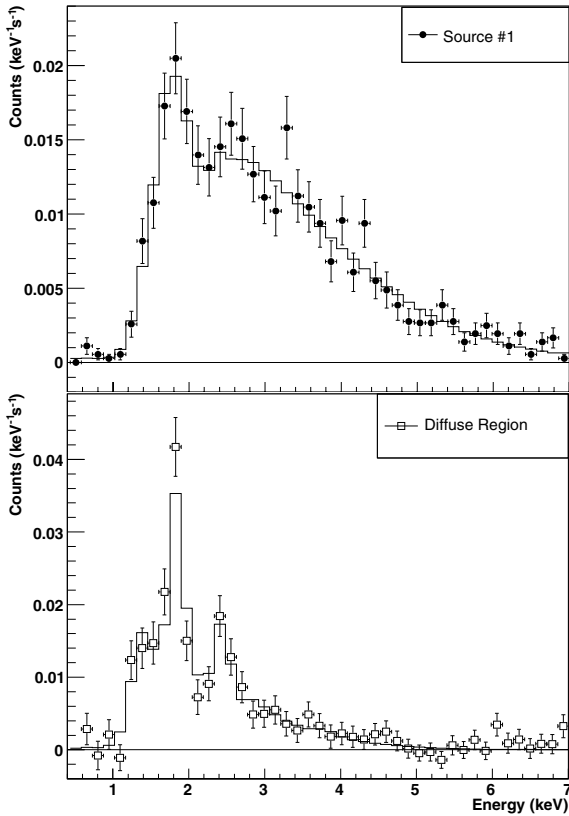 Counts (keV⁻¹s⁻¹)
0.02
0.015
0.01
0.005
0
Source #1
Counts (keV⁻¹s⁻¹)
0.04
0.03
0.02
0.01
0
Diffuse Region
1 2 3 4 5 6 7
Energy (keV)